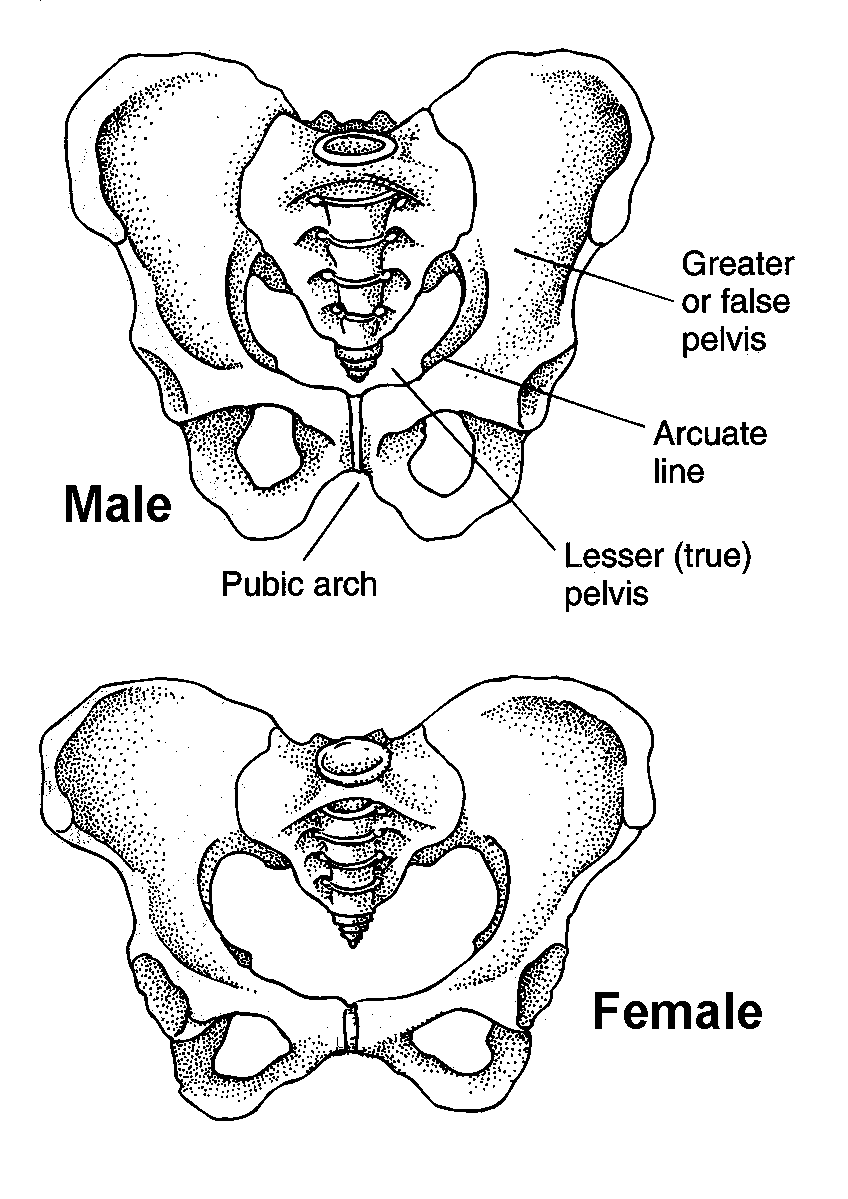 Greater
or false
pelvis
Arcuate
line
Male
Lesser (true)
pelvis
Pubic arch
Female